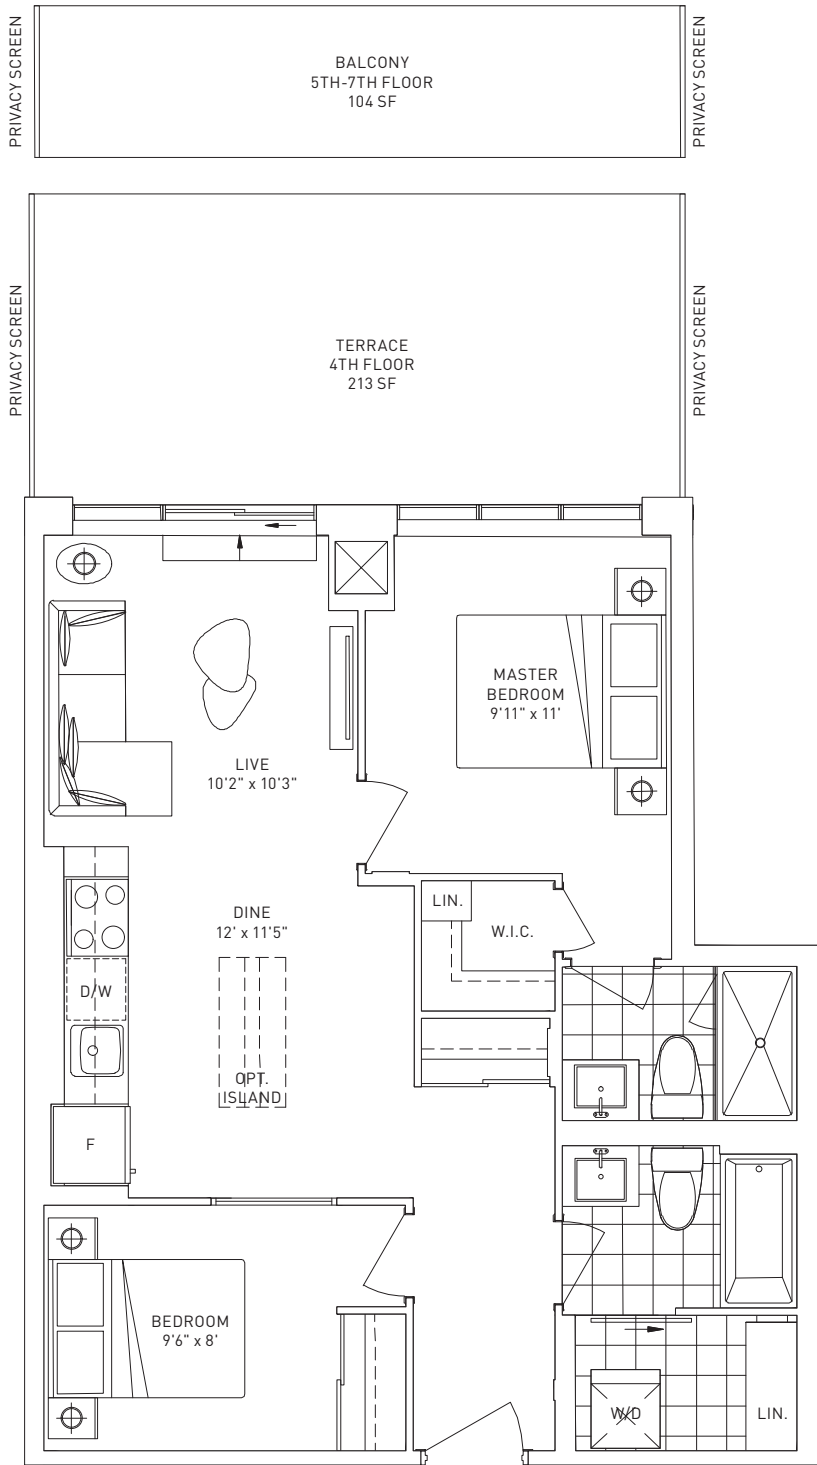 PRIVACY SCREEN
BALCONY
5TH-7TH FLOOR
104 SF
PRIVACY SCREEN
PRIVACY SCREEN
TERRACE
4TH FLOOR
213 SF
PRIVACY SCREEN
MASTER
BEDROOM
9'11" x 11'
LIVE
10'2" x 10'3"
LIN.
W.I.C.
DINE
12' x 11'5"
D/W
OPT.
ISLAND
F
BEDROOM
9'6" x 8'
W/D
LIN.